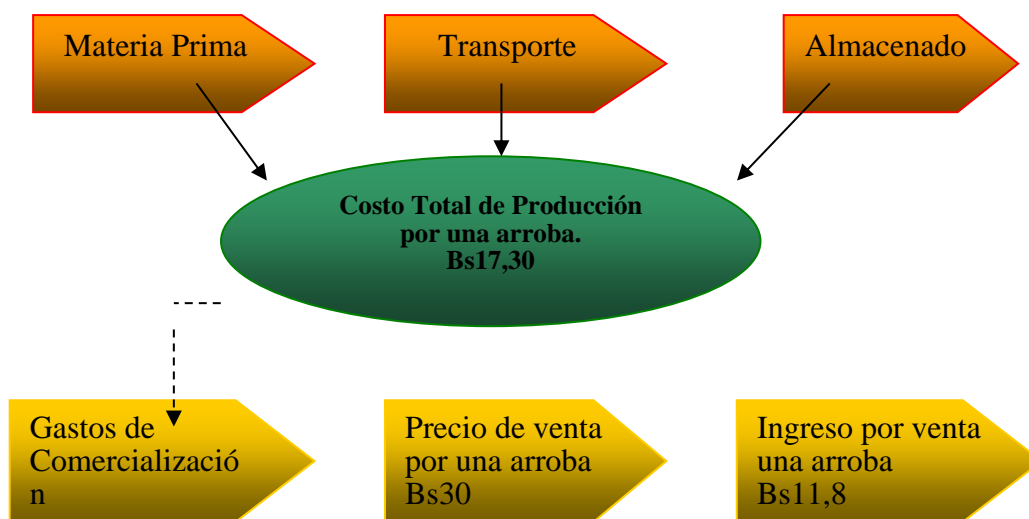 Materia Prima
Transporte
Almacenado
Costo Total de Producción
por una arroba.
Bs17,30
Gastos de
Comercializació
n
Precio de venta
por una arroba
Bs30
Ingreso por venta
una arroba
Bs11,8